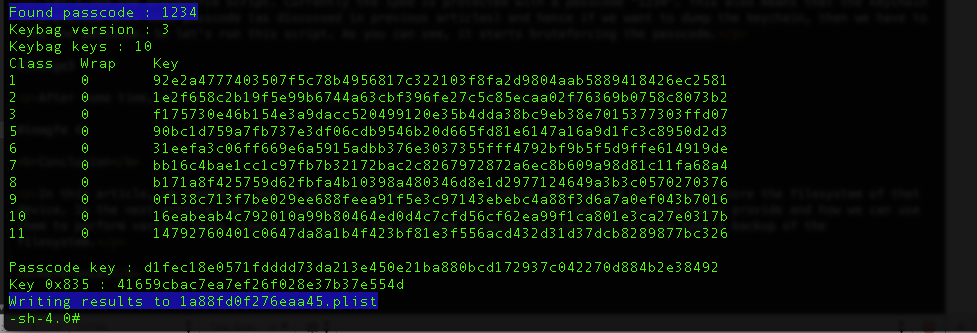 Found passcode : 1234
Keybag version : 3
Keybag keys : 10
Class Wrap Key
1 0 92e2a4777403507f5c78b4956817c322103f8fa2d9804aab5889418426ec2581
2 0 1e2f658c2b19f5e99b6744a63cbf396fe27c5c85ecaa02f76369b0758c8073b2
3 0 f175730e46b154e3a9dacc520499120e35b4dda38bc9eb38e7015377303ffd07
5 0 90bc1d759a7fb737e3df06cdb9546b20d665fd81e6147a16a9d1fc3c8950d2d3
6 0 31eefa3c06ff669e6a5915adbb376e3037355fff4792bf9b5f5d9ffe614919de
7 0 bb16c4bae1cc1c97fb7b32172bac2c8267972872a6ec8b609a98d81c11fa68a4
8 0 b171a8f425759d62fbfa4b10398a480346d8e1d2977124649a3b3c0570270376
9 0 0f138c713f7be029ee688feea91f5e3c97143ebebc4a88f3d6a7a0ef043b7016
10 0 16eabeab4c792010a99b80464ed0d4c7cfd56cf62ea99f1ca801e3ca27e0317b
11 0 14792760401c0647da8a1b4f423bf81e3f556acd432d31d37dcb8289877bc326
Passcode key : d1fec18e0571fdddd73da213e450e21ba880bcd172937c042270d884b2e38492
Key 0x835 : 41659cbac7ea7ef26f028e37b37e554d
Writing results to 1a88fd0f276eaa45.plist
-sh-4.0#